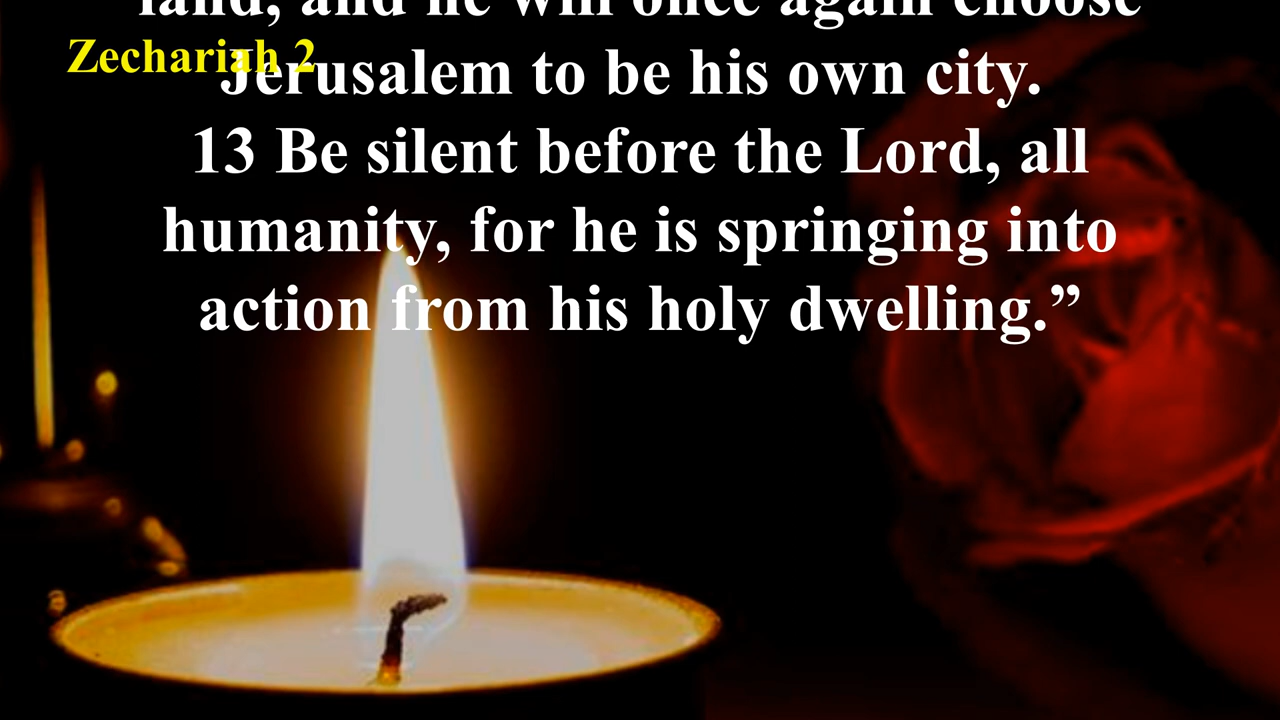 land, and he will once again choose
Zechariah 2
Jerusalem to be his own city.
13 Be silent before the Lord, all
humanity, for he is springing into
action from his holy dwelling.”